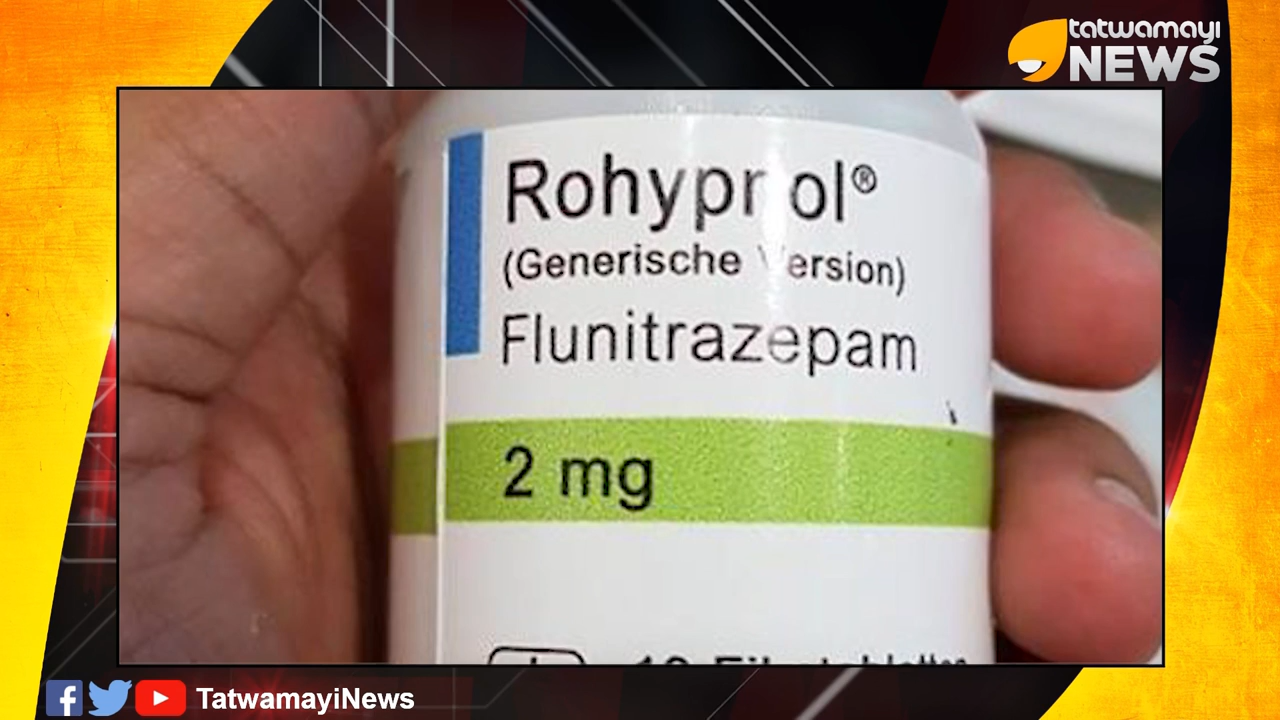 tatwamayi
NEWS
Rohypnol®
(Generische Version)
Flunitrazepam
2 mg
TatwamayiNews